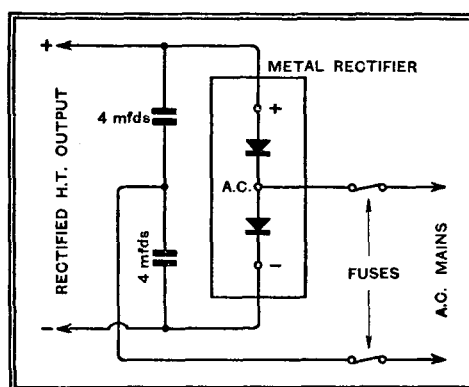 +
METAL RECTIFIER
4 mfds
+
RECTIFIED H.T. OUTPUT
A.C.
A.C. MAINS
4 mfds
FUSES
-
-